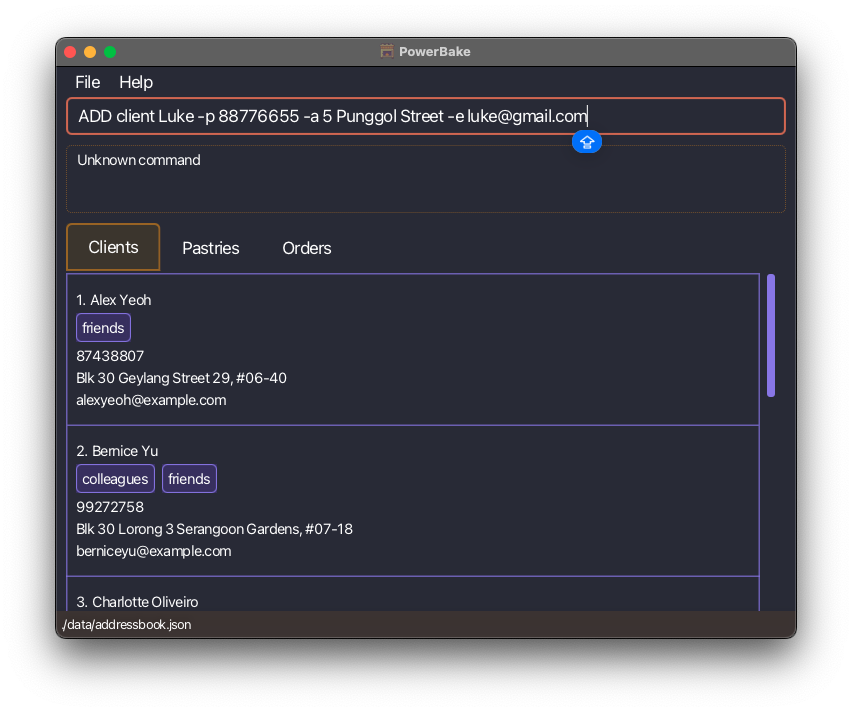 PowerBake
File Help
ADD client Luke -p 88776655 -a 5 Punggol Street -e luke@gmail.com
Unknown command
Clients Pastries Orders
1. Alex Yeoh
friends
87438807
Blk 30 Geylang Street 29, #06-40
alexyeoh@example.com
2. Bernice Yu
colleagues friends
99272758
Blk 30 Lorong 3 Serangoon Gardens, #07-18
berniceyu@example.com
3. Charlotte Oliveiro
./data/addressbook.json